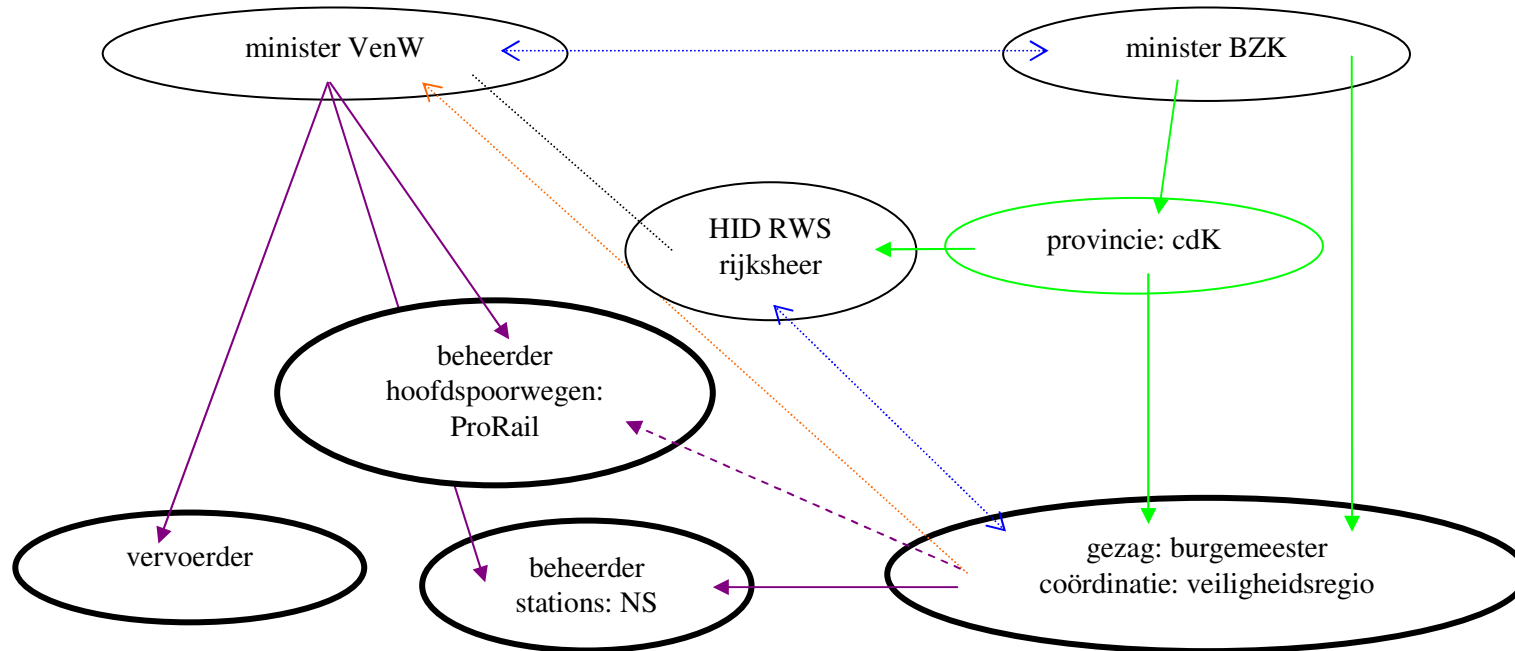 minister VenW
minister BZK
HID RWS
rijksheer
provincie: cdK
beheerder
hoofdspoorwegen:
ProRail
vervoerder
beheerder
stations: NS
gezag: burgemeester
coördinatie: veiligheidsregio